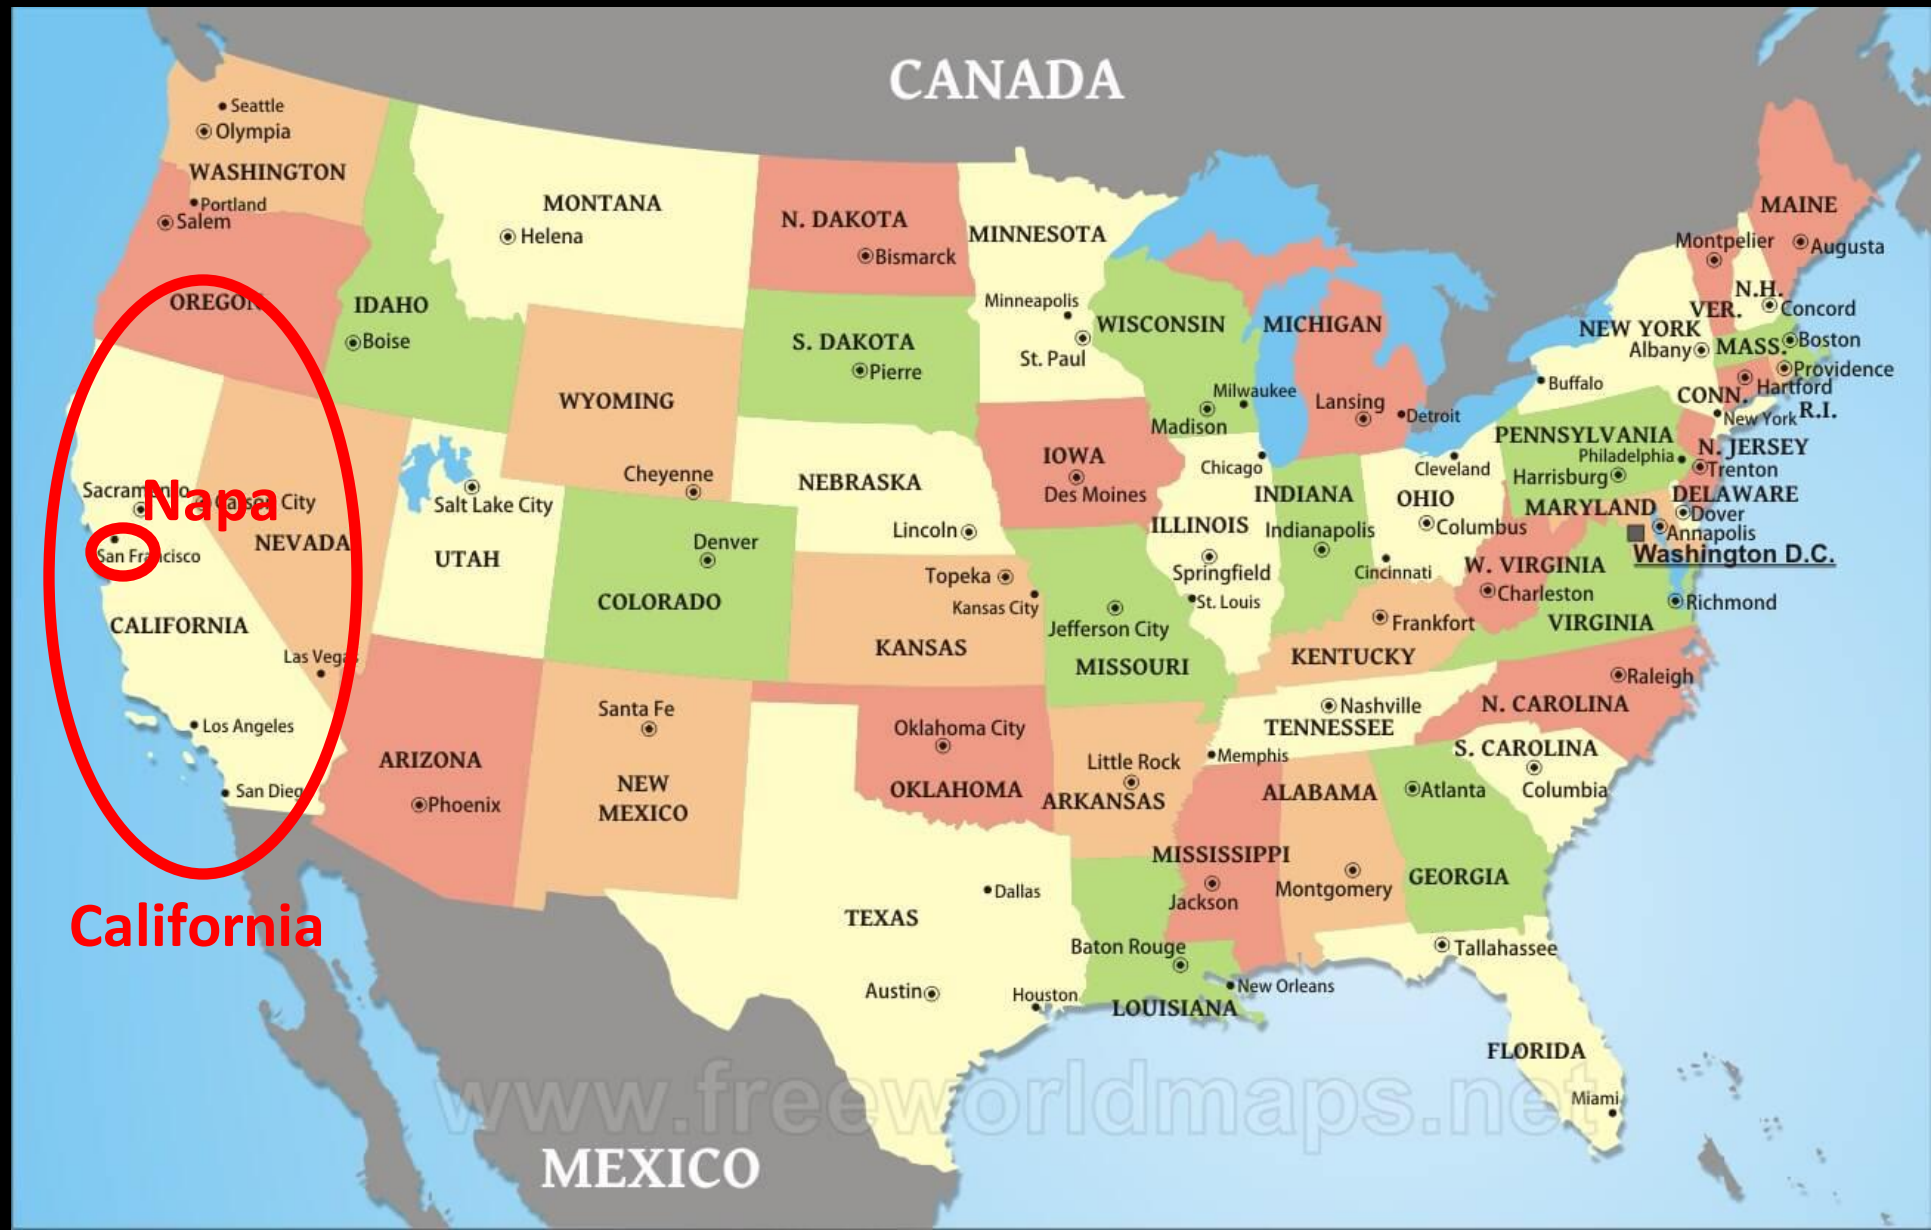 CANADA
Seattle
Olympia
WASHINGTON
Portland
Salem
OREGON
MONTANA
Helena
IDAHO
Boise
N. DAKOTA
Bismarck
MINNESOTA
Minneapolis
St. Paul
S. DAKOTA
Pierre
WISCONSIN
Milwaukee
Madison
MICHIGAN
Lansing
Detroit
MAINE
Augusta
Montpelier
VER.
N.H.
Concord
NEW YORK
Albany
Buffalo
MASS.
Boston
Providence
Hartford
CONN.
New York
R.I.
WYOMING
Cheyenne
NEBRASKA
Lincoln
IOWA
Des Moines
Chicago
ILLINOIS
Springfield
INDIANA
Indianapolis
Cleveland
OHIO
Columbus
Cincinnati
PENNSYLVANIA
Philadelphia
Harrisburg
N. JERSEY
Trenton
MARYLAND
DELAWARE
Dover
Annapolis
Washington D.C.
W. VIRGINIA
Charleston
Richmond
VIRGINIA
Sacramento
Napa
Carson City
San Francisco
NEVADA
CALIFORNIA
Las Vegas
Los Angeles
San Diego
California
Salt Lake City
UTAH
Denver
COLORADO
Topeka
Kansas City
KANSAS
Jefferson City
St. Louis
MISSOURI
Frankfort
KENTUCKY
Nashville
TENNESSEE
Memphis
Raleigh
N. CAROLINA
S. CAROLINA
Columbia
ARIZONA
Phoenix
Santa Fe
NEW
MEXICO
Oklahoma City
OKLAHOMA
Little Rock
ARKANSAS
MISSISSIPPI
Jackson
ALABAMA
Montgomery
Atlanta
GEORGIA
TEXAS
Dallas
Austin
Houston
Baton Rouge
New Orleans
LOUISIANA
Tallahassee
FLORIDA
Miami
www.freeworldmaps.net
MEXICO